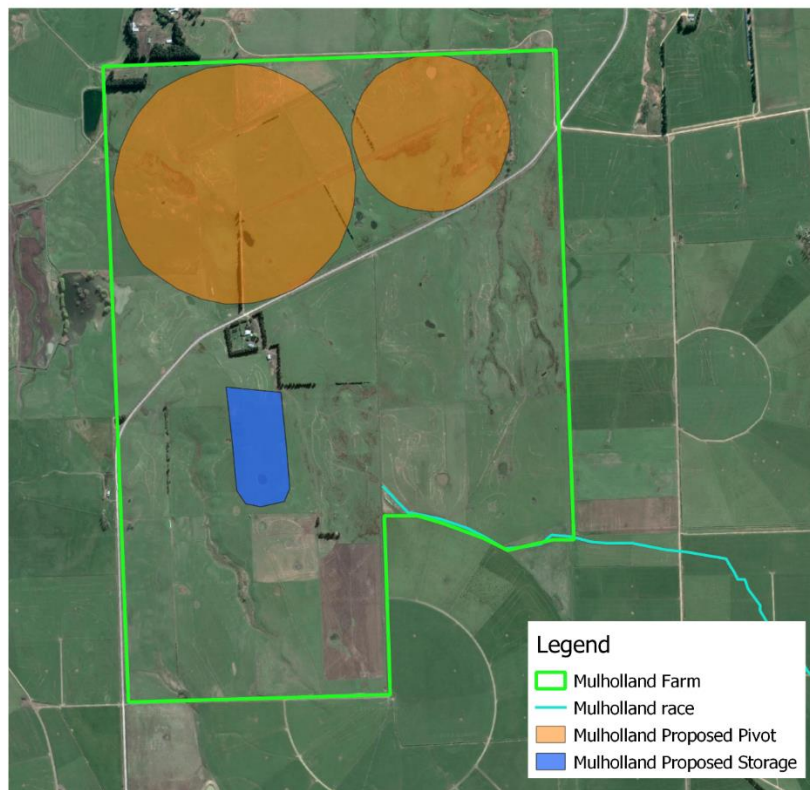 Legend
Mulholland Farm
Mulholland race
Mulholland Proposed Pivot
Mulholland Proposed Storage